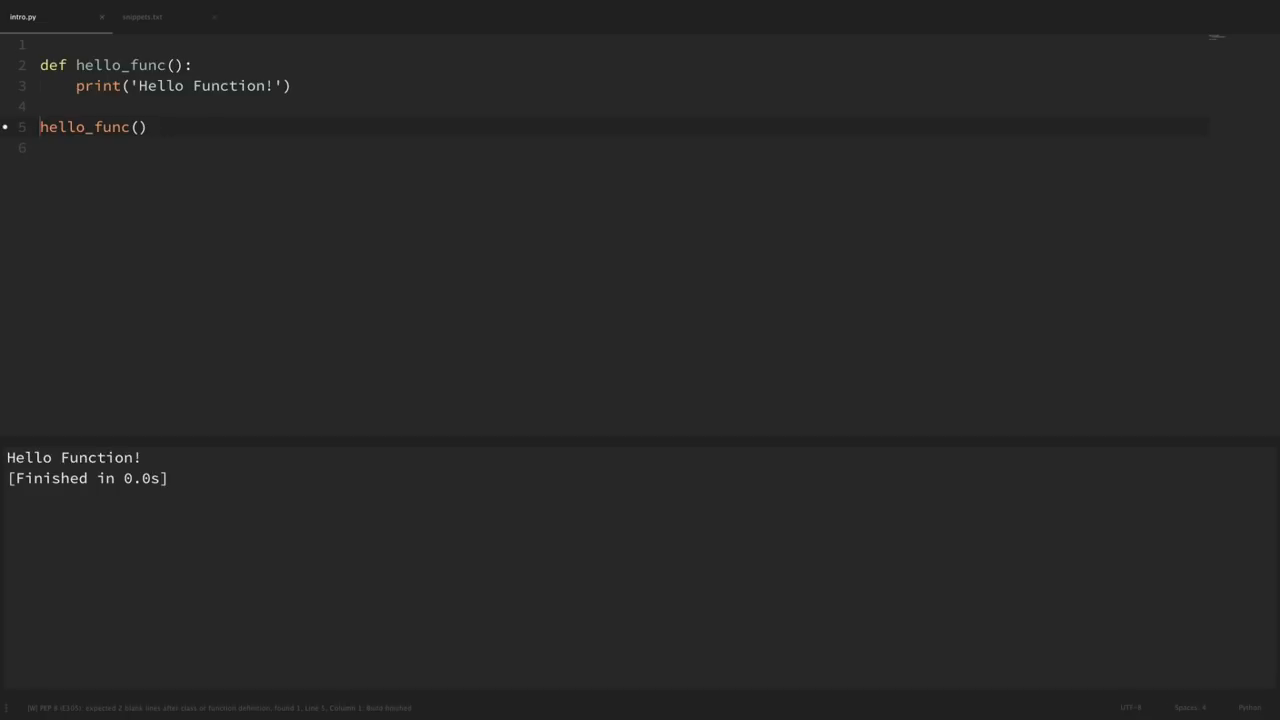 intro.py
snippets.txt
1
2 def hello_func():
3     print('Hello Function!')
4
5 hello_func()
6
Hello Function!
[Finished in 0.0s]
[W] PEP 8 (E305): expected 2 blank lines after class or function definition, found 1, Line 5, Column 1; Build finished
UTF-8
Spaces: 4
Python